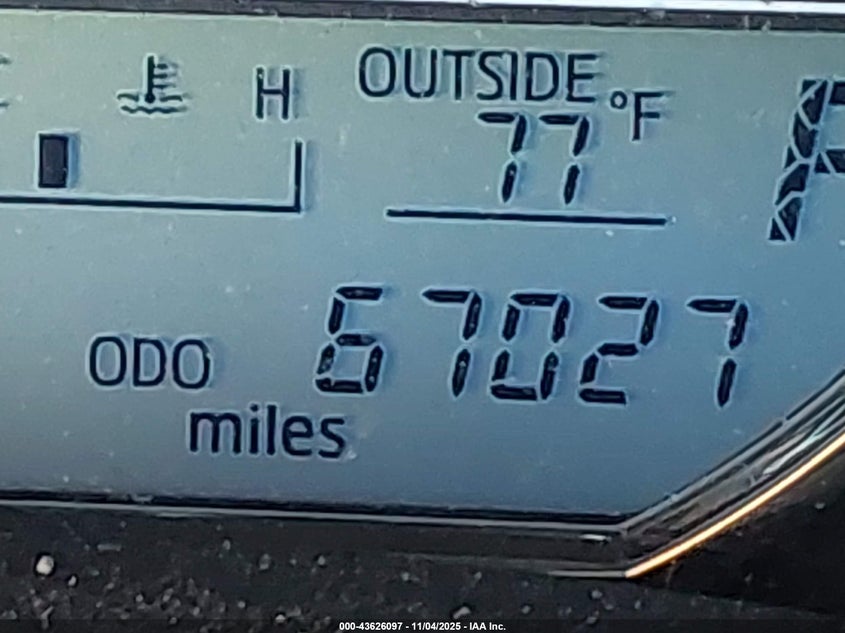 H
OUTSIDE
77 °F
P
ODO 67027
miles
000-43626097 - 11/04/2025 - IAA Inc.